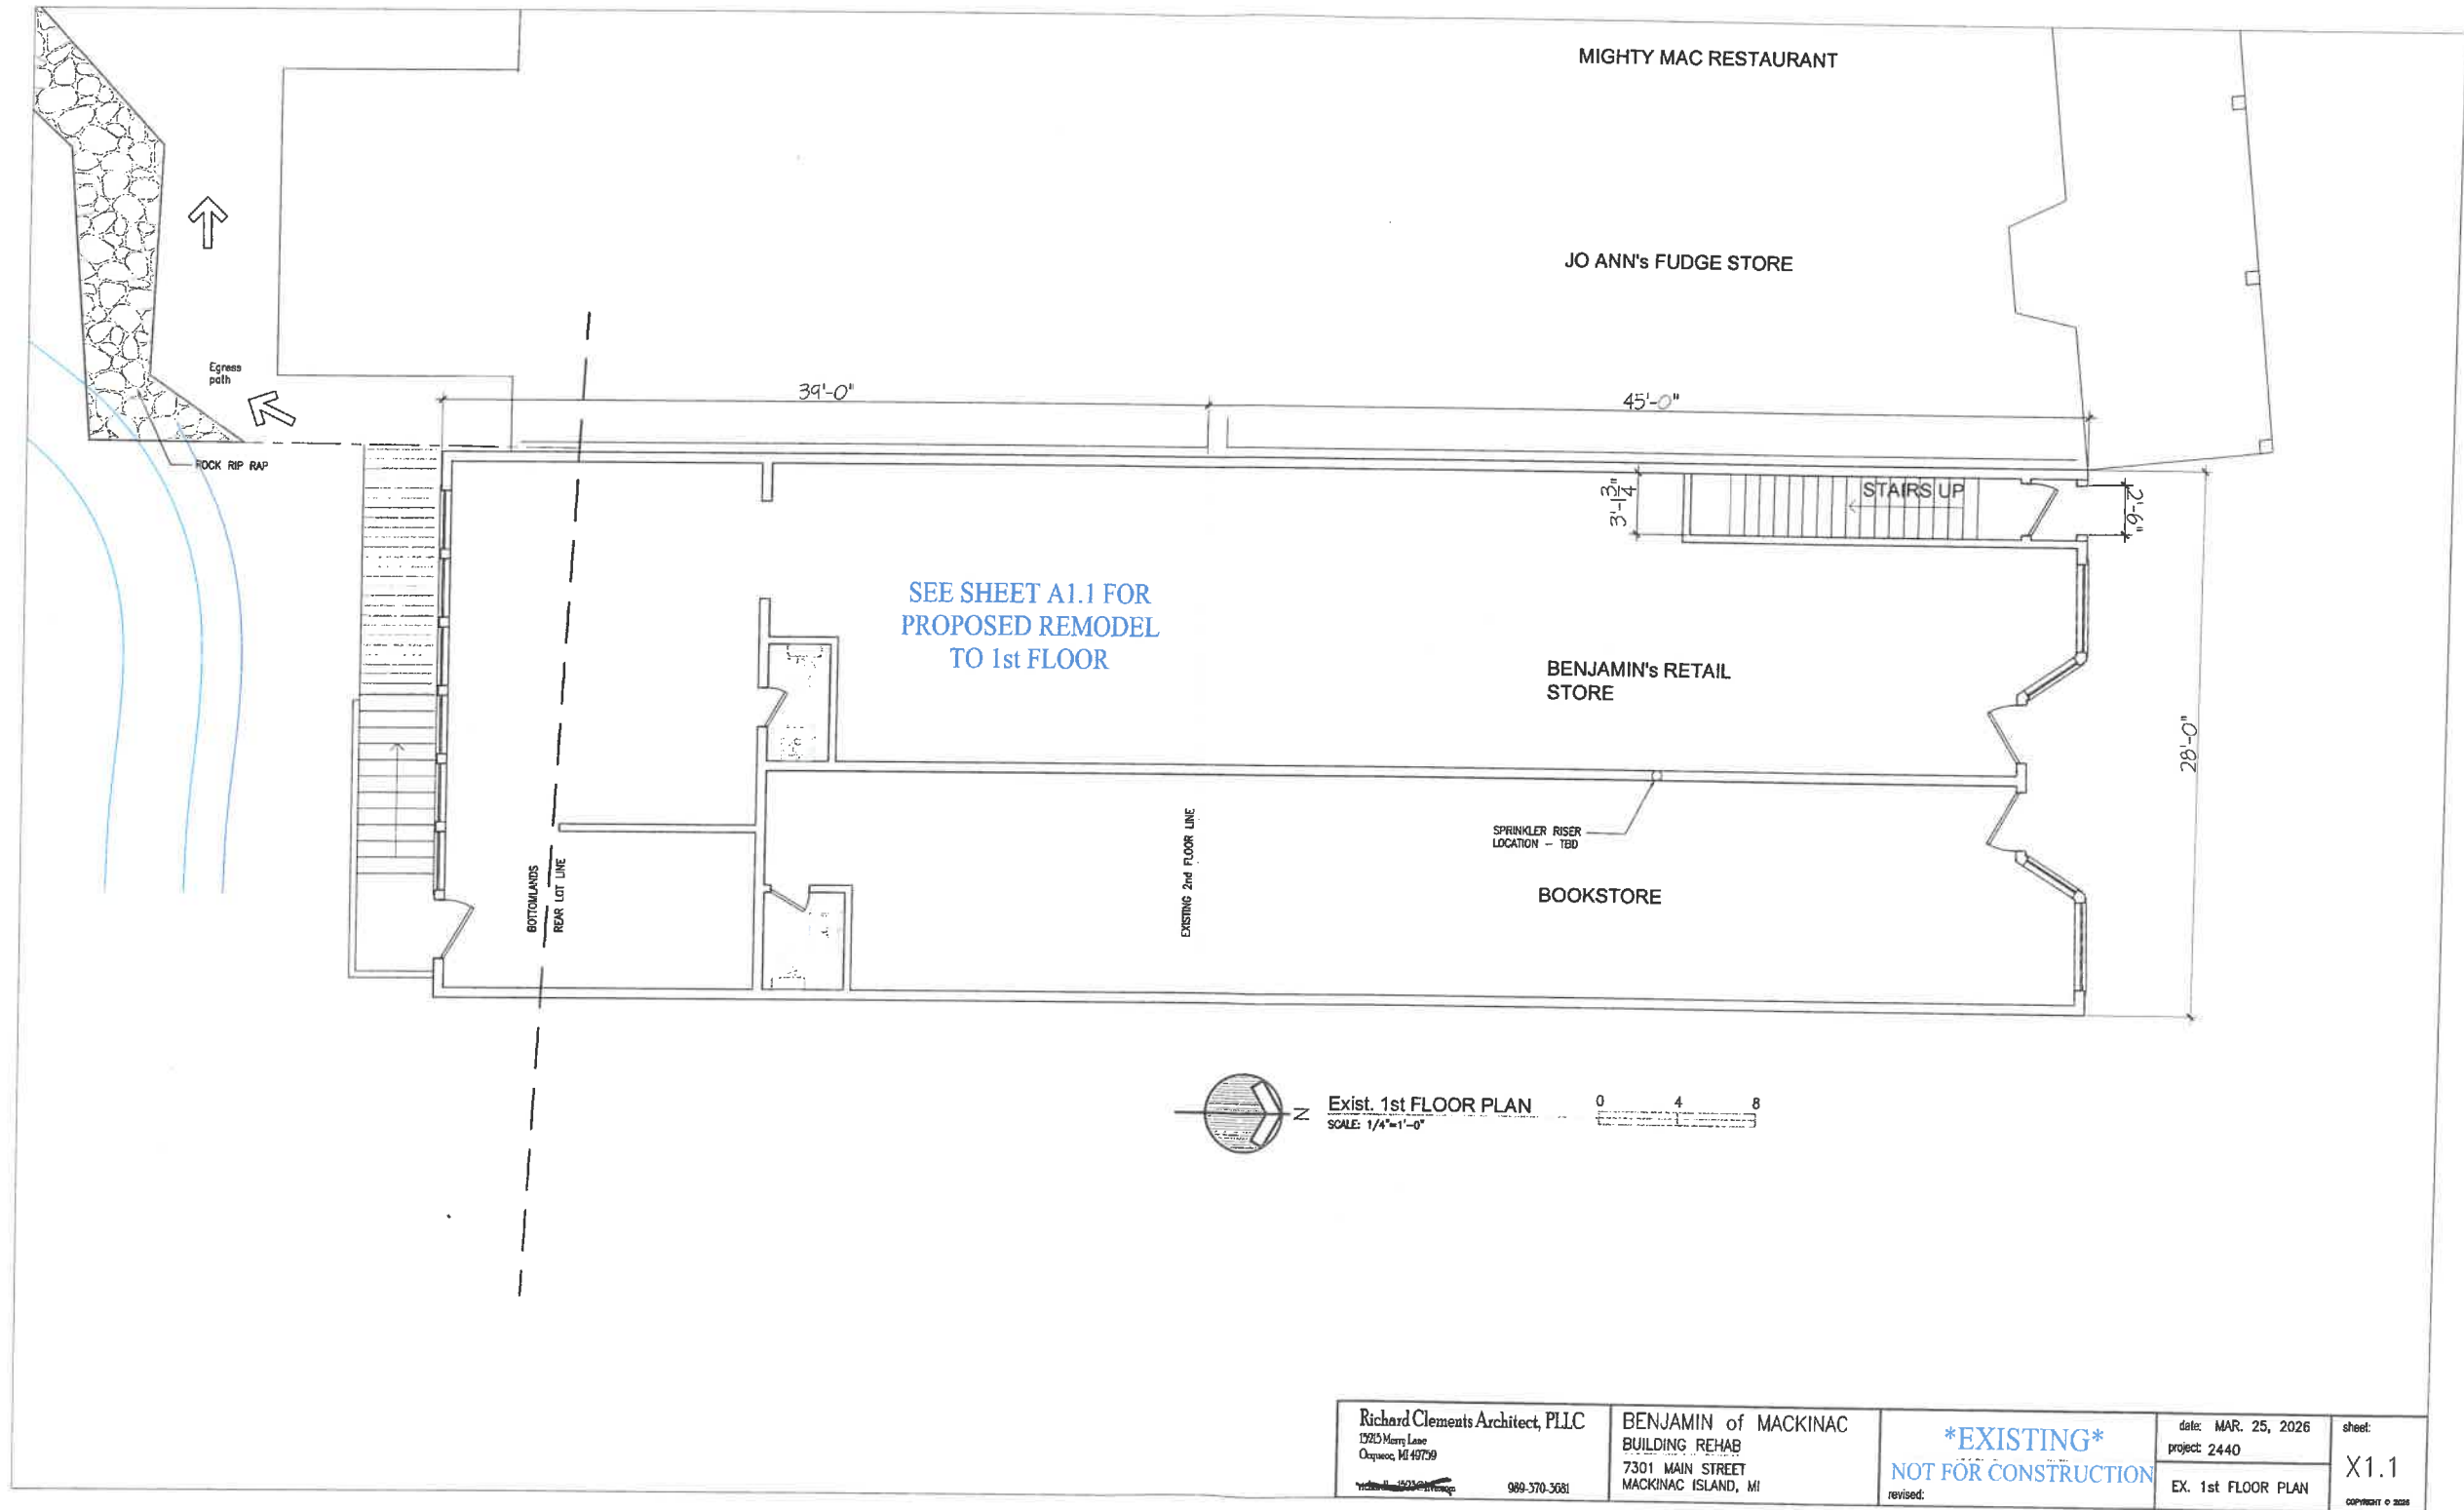 MIGHTY MAC RESTAURANT
JO ANN's FUDGE STORE
Egress
path
39'-0"
45'-0"
ROCK RIP RAP
STAIRS UP
3'-1 3/4"
2'-6"
SEE SHEET A1.1 FOR
PROPOSED REMODEL
TO 1st FLOOR
BENJAMIN's RETAIL
STORE
28'-0"
SPRINKLER RISER
LOCATION – TBD
EXISTING 2nd FLOOR LINE
BOTTOMLANDS
REAR LOT LINE
BOOKSTORE
N
Exist. 1st FLOOR PLAN
SCALE: 1/4"=1'-0"
0 4 8
Richard Clements Architect, PLLC
Lane
Ocqueoc, MI 49759
989-370-3681
BENJAMIN of MACKINAC
BUILDING REHAB
7301 MAIN STREET
MACKINAC ISLAND, MI
*EXISTING*
NOT FOR CONSTRUCTION
revised:
date: MAR. 25, 2026
project: 2440
EX. 1st FLOOR PLAN
sheet:
X1.1
COPYRIGHT © 2026